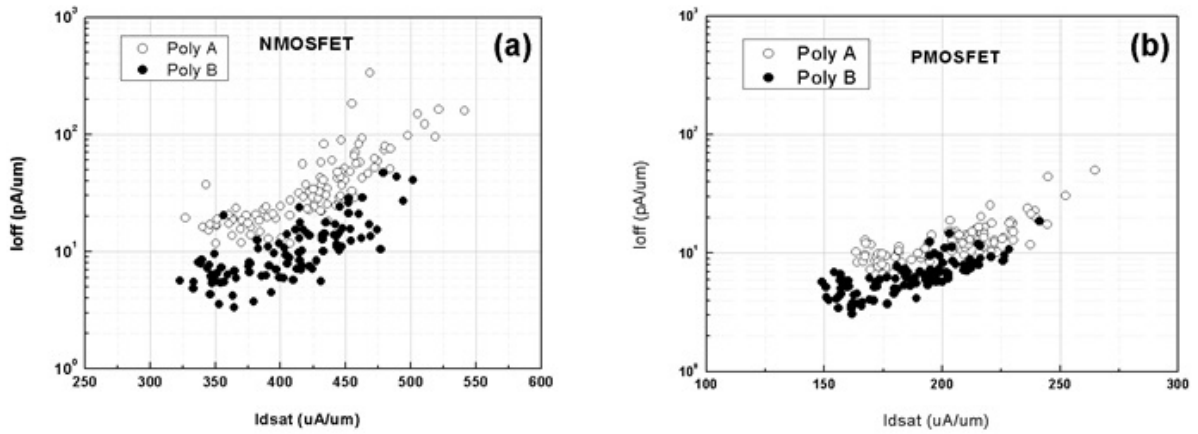 NMOSFET
(a)
Poly A
Poly B
10³
10²
10¹
10⁰
Ioff (pA/um)
250 300 350 400 450 500 550 600
Idsat (uA/um)
PMOSFET
(b)
Poly A
Poly B
10³
10²
10¹
10⁰
Ioff (pA/um)
100 150 200 250 300
Idsat (uA/um)